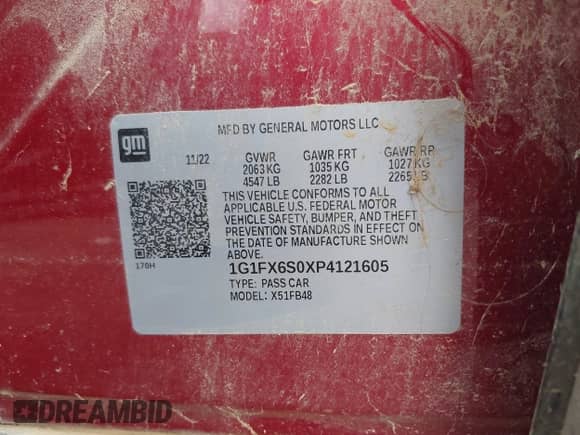 MFD BY GENERAL MOTORS LLC
gm
11/22 GVWR GAWR FRT GAWR RR
2063 KG 1035 KG 1027 KG
4547 LB 2282 LB 2265 LB
THIS VEHICLE CONFORMS TO ALL
APPLICABLE U.S. FEDERAL MOTOR
VEHICLE SAFETY, BUMPER, AND THEFT
PREVENTION STANDARDS IN EFFECT ON
THE DATE OF MANUFACTURE SHOWN
ABOVE.
170H
1G1FX6S0XP4121605
TYPE: PASS CAR
MODEL: X51FB48
DREAMBID